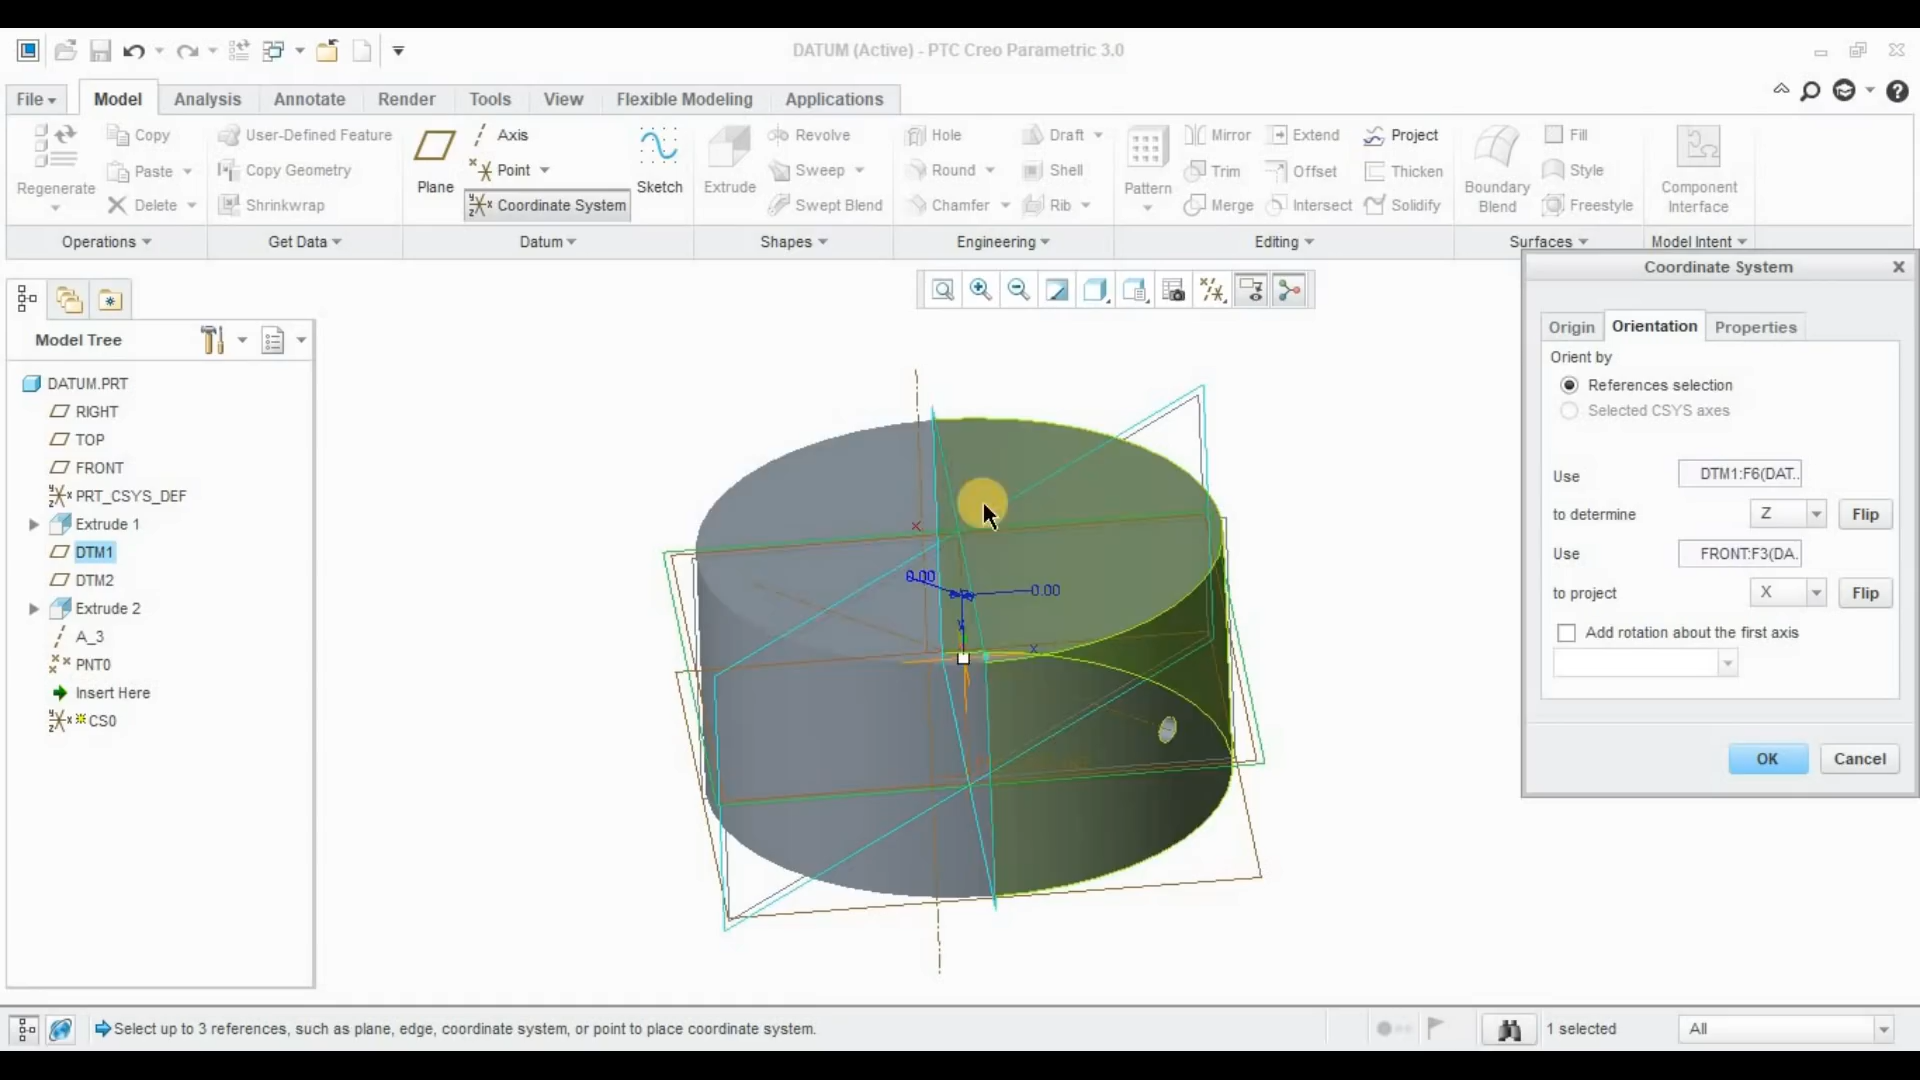 DATUM (Active) - PTC Creo Parametric 3.0
File Model Analysis Annotate Render Tools View Flexible Modeling Applications
Regenerate
Copy
Paste
Delete
Operations
User-Defined Feature
Copy Geometry
Shrinkwrap
Get Data
Plane
Axis
Point
Coordinate System
Sketch
Datum
Extrude
Revolve
Sweep
Swept Blend
Shapes
Hole
Round
Chamfer
Draft
Shell
Rib
Engineering
Pattern
Mirror
Trim
Merge
Extend
Offset
Intersect
Project
Thicken
Solidify
Editing
Boundary
Blend
Fill
Style
Freestyle
Surfaces
Component
Interface
Model Intent
Model Tree
DATUM.PRT
RIGHT
TOP
FRONT
PRT_CSYS_DEF
Extrude 1
DTM1
DTM2
Extrude 2
A_3
PNT0
Insert Here
CS0
0.00
0.00
Y
X
Coordinate System
Origin Orientation Properties
Orient by
References selection
Selected CSYS axes
Use DTM1:F6(DAT..
to determine Z Flip
Use FRONT:F3(DA.
to project X Flip
Add rotation about the first axis
OK Cancel
Select up to 3 references, such as plane, edge, coordinate system, or point to place coordinate system.
1 selected
All